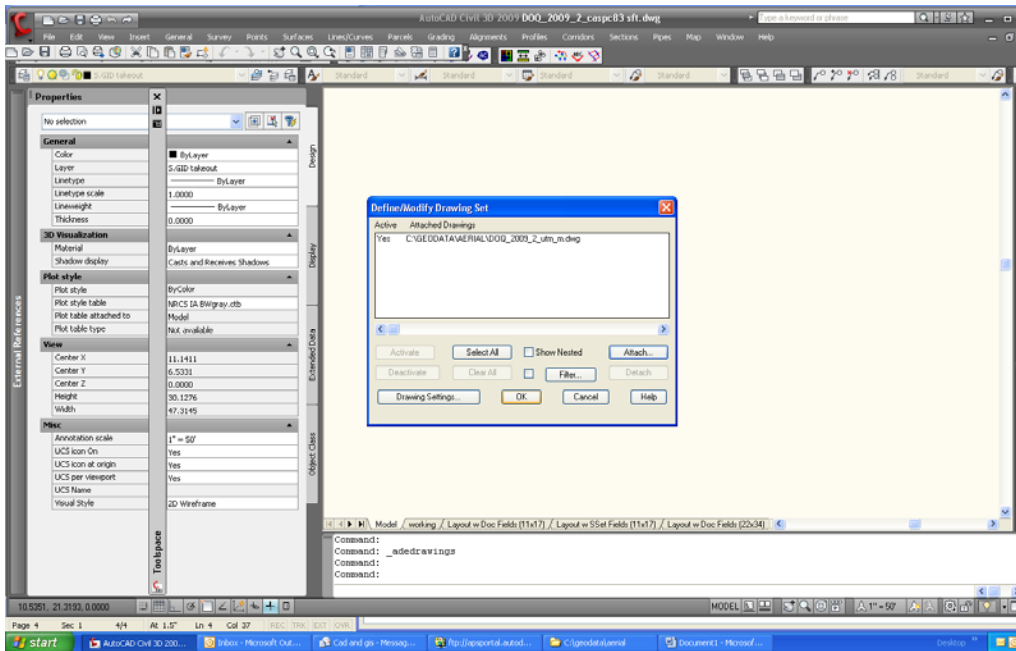 AutoCAD Civil 3D 2009 DOQ_2009_2_caspc83 sft.dwg
Type a keyword or phrase
File Edit View Insert General Survey Points Surfaces Lines/Curves Parcels Grading Alignments Profiles Corridors Sections Pipes Map Window Help
S/GID takeout Standard Standard Standard Standard Standard
Properties
No selection
General
Color ByLayer
Layer S/GID takeout
Linetype ByLayer
Linetype scale 1.0000
Lineweight ByLayer
Thickness 0.0000
3D Visualization
Material ByLayer
Shadow display Casts and Receives Shadows
Plot style
Plot style ByColor
Plot style table NRCS IA BWgray.ctb
Plot table attached to Model
Plot table type Not available
View
Center X 11.1411
Center Y 6.5331
Center Z 0.0000
Height 30.1276
Width 47.3145
Misc
Annotation scale 1" = 50'
UCS icon On Yes
UCS icon at origin Yes
UCS per viewport Yes
UCS Name
Visual Style 2D Wireframe
Design
Display
Extended Data
Object Class
External References
Toolspace
Define/Modify Drawing Set
Active Attached Drawings
Yes C:\GEODATA\AERIAL\DOQ_2009_2_utm_m.dwg
Activate Select All Show Nested Attach...
Deactivate Clear All Filter... Detach
Drawing Settings... OK Cancel Help
Model working Layout w Doc Fields (11x17) Layout w SSet Fields (11x17) Layout w Doc Fields (22x34)
Command:
Command: _adedrawings
Command:
Command:
10.5351, 21.3193, 0.0000 MODEL 1" = 50'
Page 4 Sec 1 4/4 At 1.5" Ln 4 Col 37 REC TRK EXT OVR
start AutoCAD Civil 3D 200... Inbox - Microsoft Out... Cad and gis - Messag... ftp://apsportal.autod... C:\geodata\aerial Document1 - Microsof... Desktop